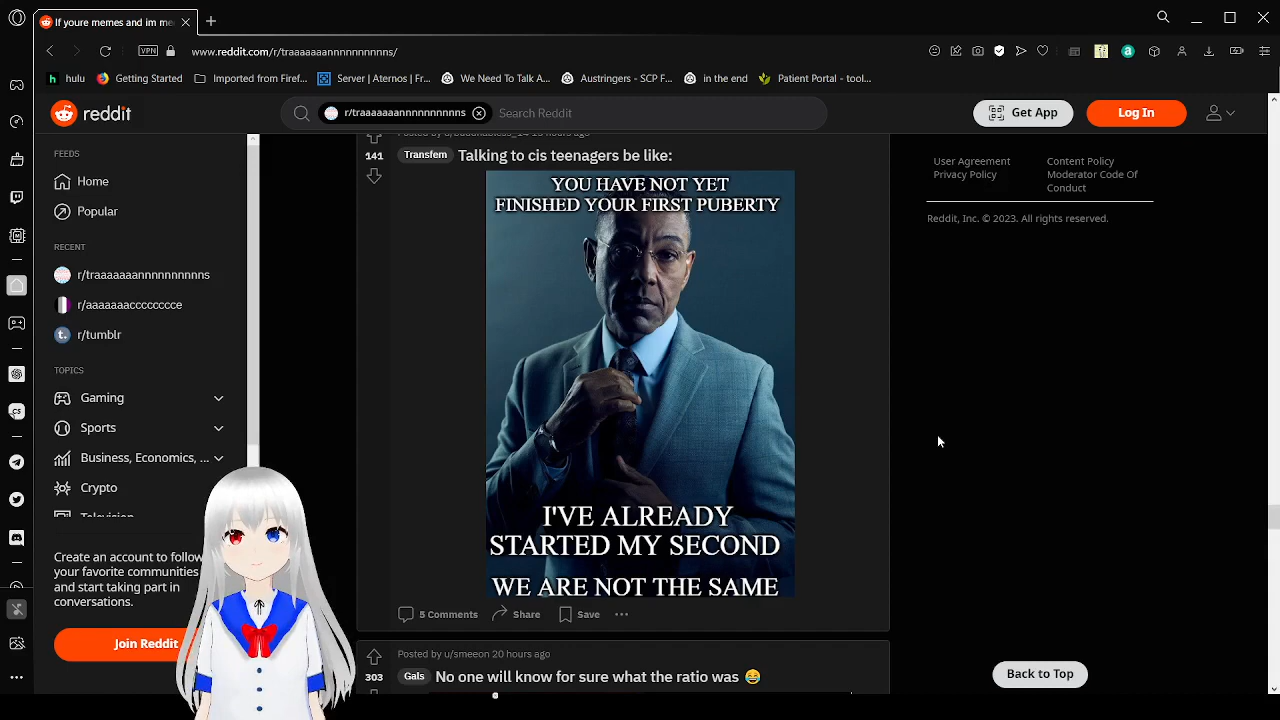 If youre memes and im me
www.reddit.com/r/traaaaaaannnnnnnnnns/
VPN
hulu
Getting Started
Imported from Firef...
Server | Aternos | Fr...
We Need To Talk A...
Austringers - SCP F...
in the end
Patient Portal - tool...
reddit
r/traaaaaaannnnnnnnnns
Search Reddit
Get App
Log In
FEEDS
Home
Popular
RECENT
r/traaaaaaannnnnnnnnns
r/aaaaaaacccccccce
r/tumblr
TOPICS
Gaming
Sports
Business, Economics, ...
Crypto
Television
Create an account to follow
your favorite communities
and start taking part in
conversations.
Join Reddit
141
Transfem
Talking to cis teenagers be like:
YOU HAVE NOT YET
FINISHED YOUR FIRST PUBERTY
I'VE ALREADY
STARTED MY SECOND
WE ARE NOT THE SAME
5 Comments
Share
Save
Posted by u/smeeon 20 hours ago
303
Gals
No one will know for sure what the ratio was 😂
User Agreement
Privacy Policy
Content Policy
Moderator Code Of
Conduct
Reddit, Inc. © 2023. All rights reserved.
Back to Top